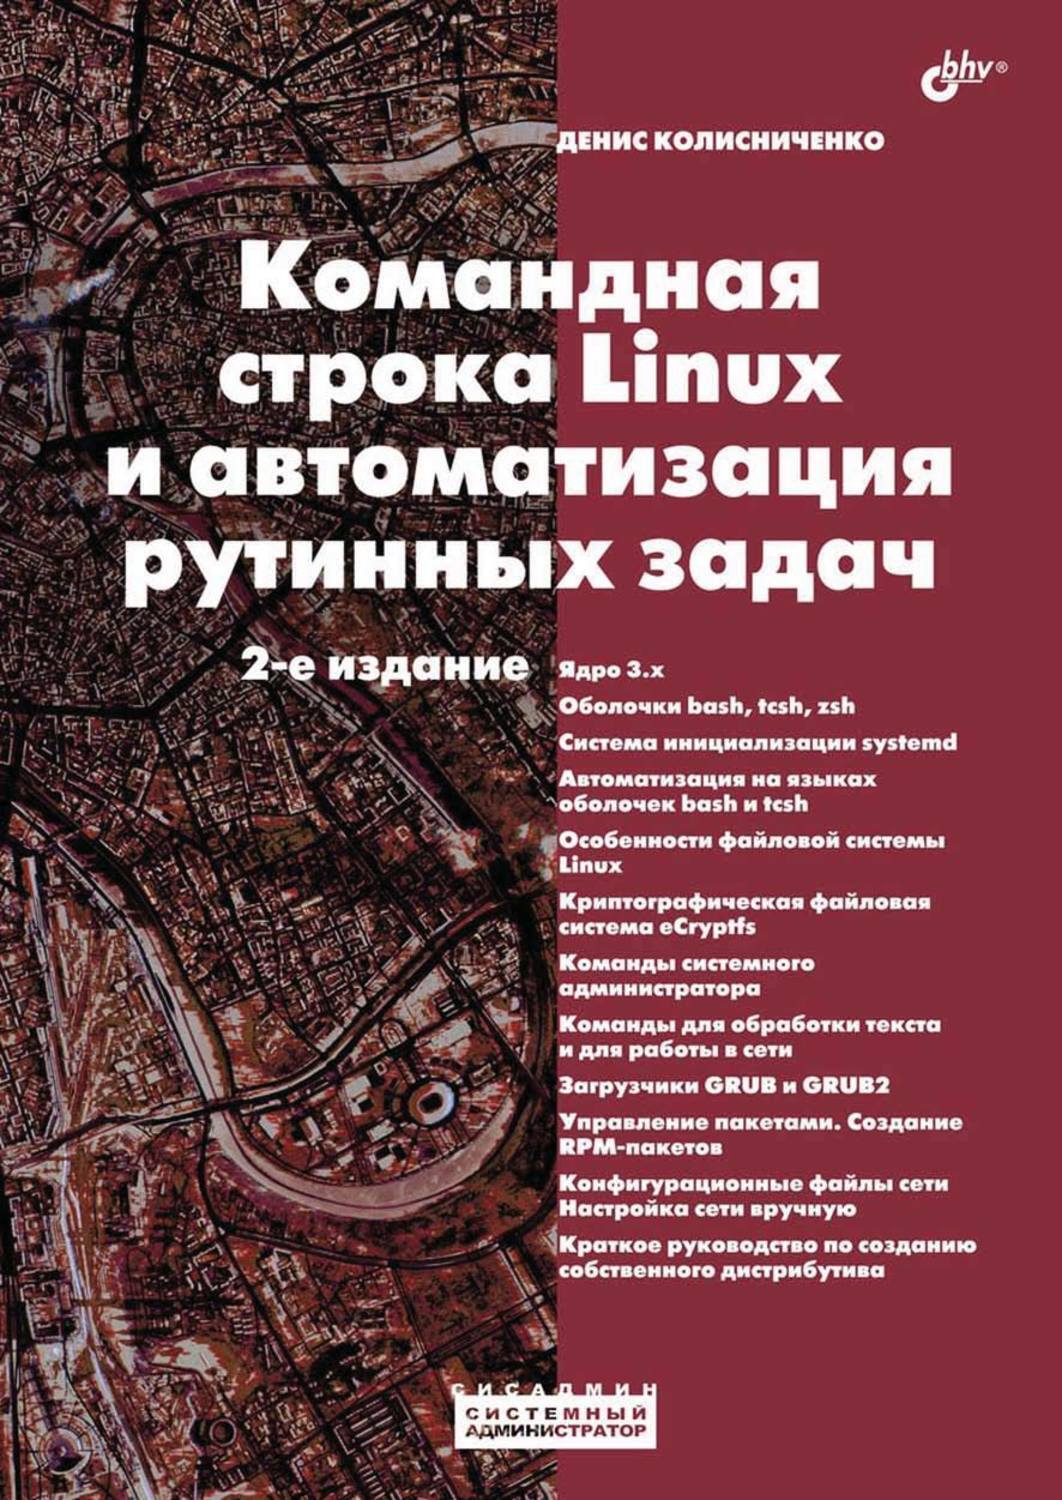 bhv®
ДЕНИС КОЛИСНИЧЕНКО
Командная
строка Linux
и автоматизация
рутинных задач
2-е издание
Ядро 3.x
Оболочки bash, tcsh, zsh
Система инициализации systemd
Автоматизация на языках
оболочек bash и tcsh
Особенности файловой системы
Linux
Криптографическая файловая
система eCryptfs
Команды системного
администратора
Команды для обработки текста
и для работы в сети
Загрузчики GRUB и GRUB2
Управление пакетами. Создание
RPM-пакетов
Конфигурационные файлы сети
Настройка сети вручную
Краткое руководство по созданию
собственного дистрибутива
СИСАДМИН
СИСТЕМНЫЙ
АДМИНИСТРАТОР